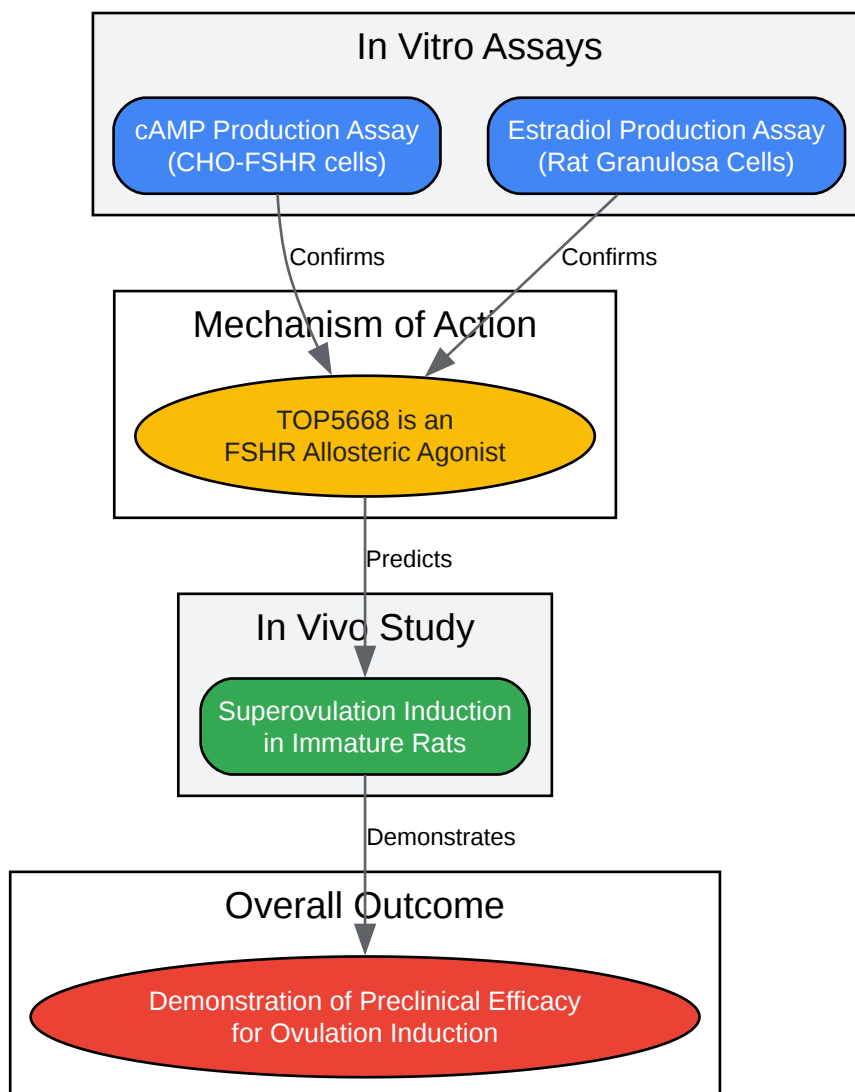 In Vitro Assays
cAMP Production Assay
(CHO-FSHR cells)
Estradiol Production Assay
(Rat Granulosa Cells)
Confirms
Confirms
Mechanism of Action
TOP5668 is an
FSHR Allosteric Agonist
Predicts
In Vivo Study
Superovulation Induction
in Immature Rats
Demonstrates
Overall Outcome
Demonstration of Preclinical Efficacy
for Ovulation Induction